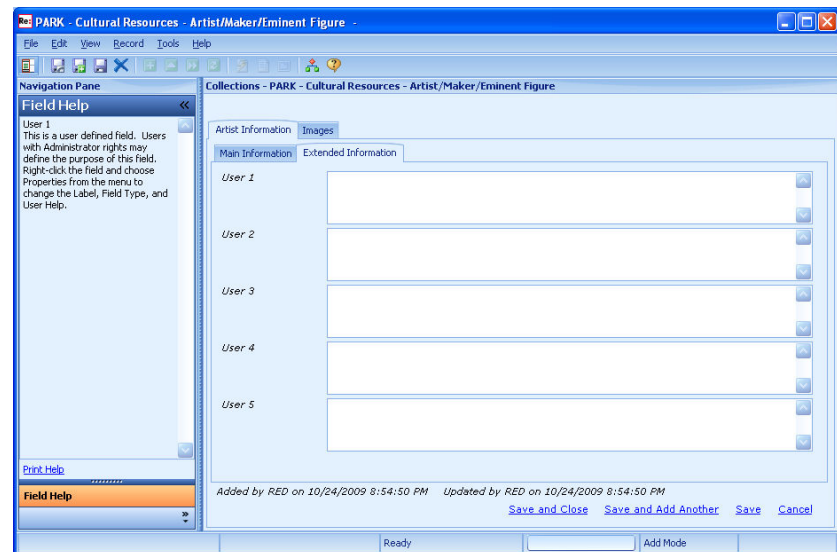 Re: PARK - Cultural Resources - Artist/Maker/Eminent Figure -
File Edit View Record Tools Help
Navigation Pane
Collections - PARK - Cultural Resources - Artist/Maker/Eminent Figure
Field Help «
User 1
This is a user defined field. Users
with Administrator rights may
define the purpose of this field.
Right-click the field and choose
Properties from the menu to
change the Label, Field Type, and
User Help.
Print Help
Field Help
Artist Information Images
Main Information Extended Information
User 1
User 2
User 3
User 4
User 5
Added by RED on 10/24/2009 8:54:50 PM Updated by RED on 10/24/2009 8:54:50 PM
Save and Close Save and Add Another Save Cancel
Ready Add Mode